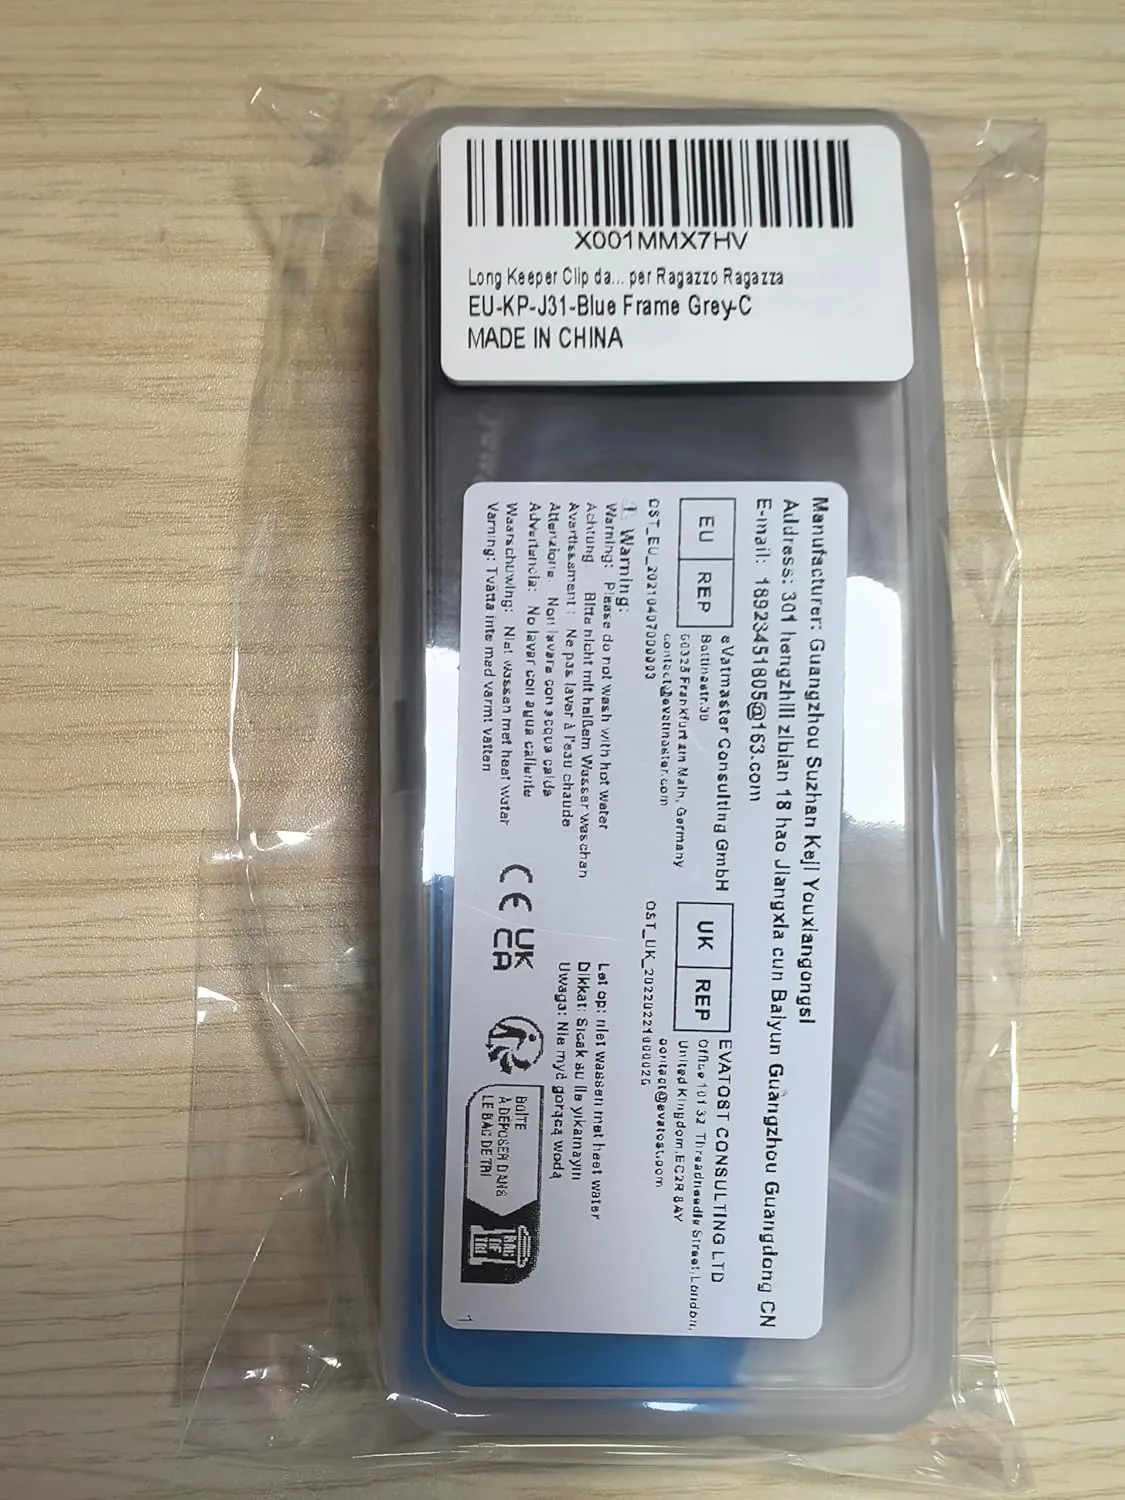 X001MMX7HV
Long Keeper Clip da... per Ragazzo Ragazza
EU-KP-J31-Blue Frame Grey-C
MADE IN CHINA
Manufacturer: Guangzhou Suzhan Keji Youxiangongsi
Address: 301 hengzhili zibian 18 hao Jiangxia cun Baiyun Guangzhou Guangdong CN
E-mail: 18923451805@163.com
EU REP
eVatmaster Consulting GmbH
Bettinastr.30
60325 Frankfurt am Main, Germany
contact@evatmaster.com
OST_EU_20210407000003
UK REP
EVATOST CONSULTING LTD
Office 101 32 Threadneedle Street, London,
United Kingdom, EC2R 8AY
contact@evatost.com
OST_UK_20220221000026
Warning:
Warning: Please do not wash with hot water
Achtung Bitte nicht mit heißem Wasser Waschen
Avertissement : Ne pas laver à l'eau chaude
Attenzione: Non lavare con acqua calda
Advertencia: No lavar con agua caliente
Waarschuwing: Niet wassen met heet water
Varning: Tvätta inte med varmt vatten
Let op: niet wassen met heet water
Dikkat: Sıcak su ile yıkamayın
Uwaga: Nie myć gorącą wodą
CE
UK
CA
BOÎTE
À DÉPOSER DANS
LE BAC DE TRI
BAC
DE
TRI
1